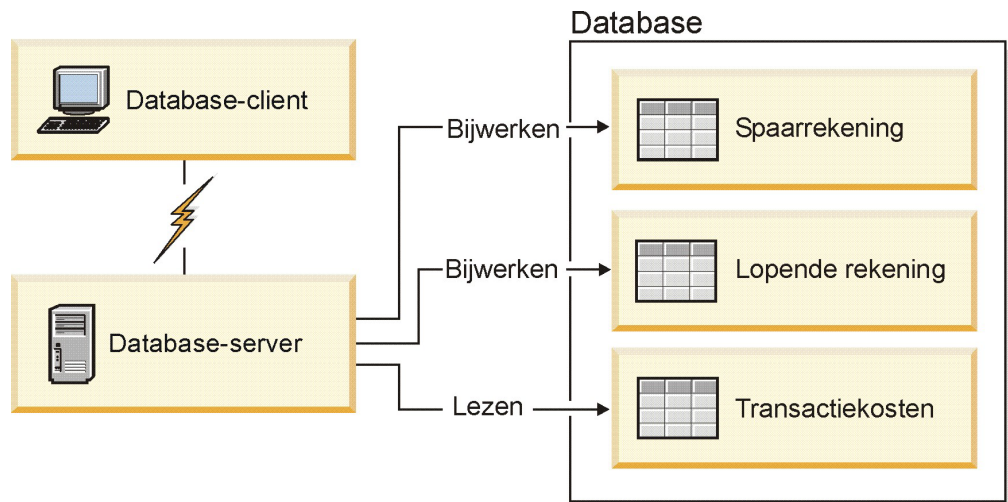 Database
Database-client
Bijwerken
Spaarrekening
Bijwerken
Lopende rekening
Database-server
Lezen
Transactiekosten